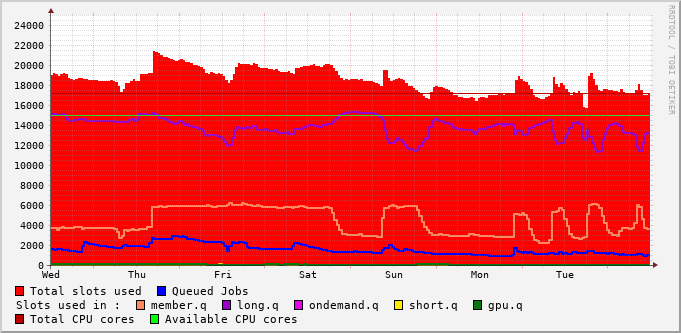 RRDTOOL / TOBI OETIKER
24000
22000
20000
18000
16000
14000
12000
10000
8000
6000
4000
2000
0
Wed Thu Fri Sat Sun Mon Tue
Total slots used Queued Jobs
Slots used in : member.q long.q ondemand.q short.q gpu.q
Total CPU cores Available CPU cores